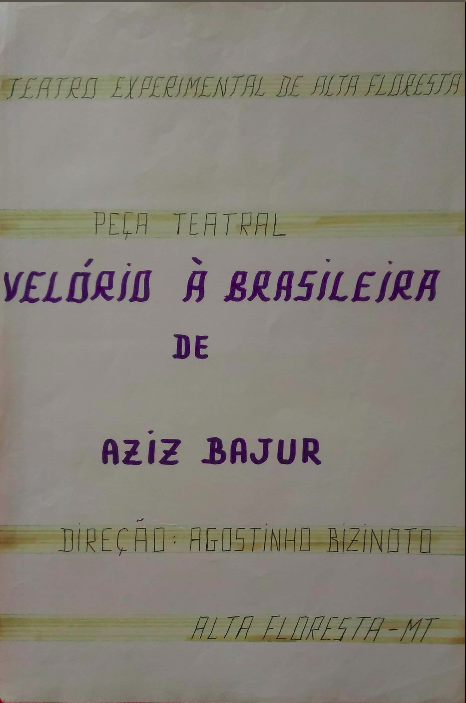 TEATRO EXPERIMENTAL DE ALTA FLORESTA
PEÇA TEATRAL
VELÓRIO À BRASILEIRA
DE
AZIZ BAJUR
DIREÇÃO: AGOSTINHO BIZINOTO
ALTA FLORESTA-MT